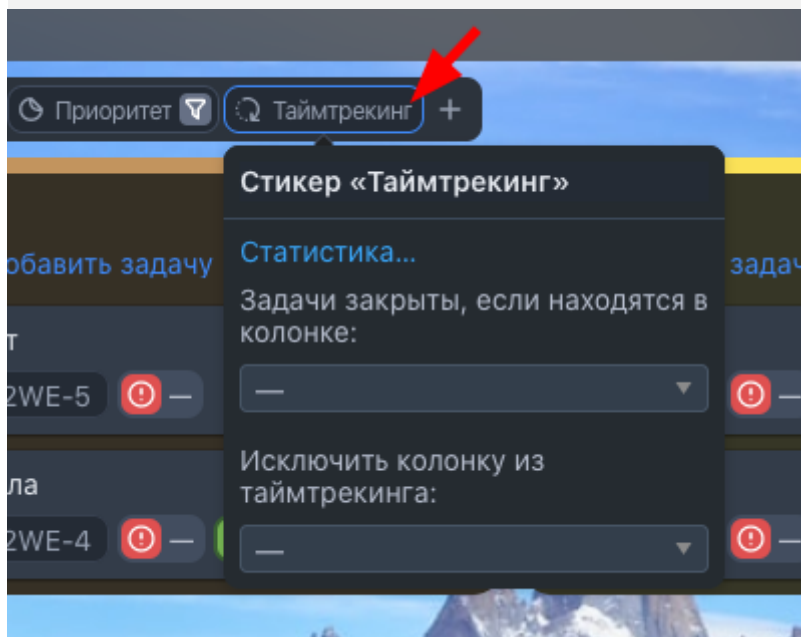 Приоритет Таймтрекинг +
Стикер «Таймтрекинг»
Статистика...
обавить задачу
задач
Задачи закрыты, если находятся в
колонке:
т
2WE-5 —
—
—
Исключить колонку из
таймтрекинга:
ла
2WE-4 —
—
—